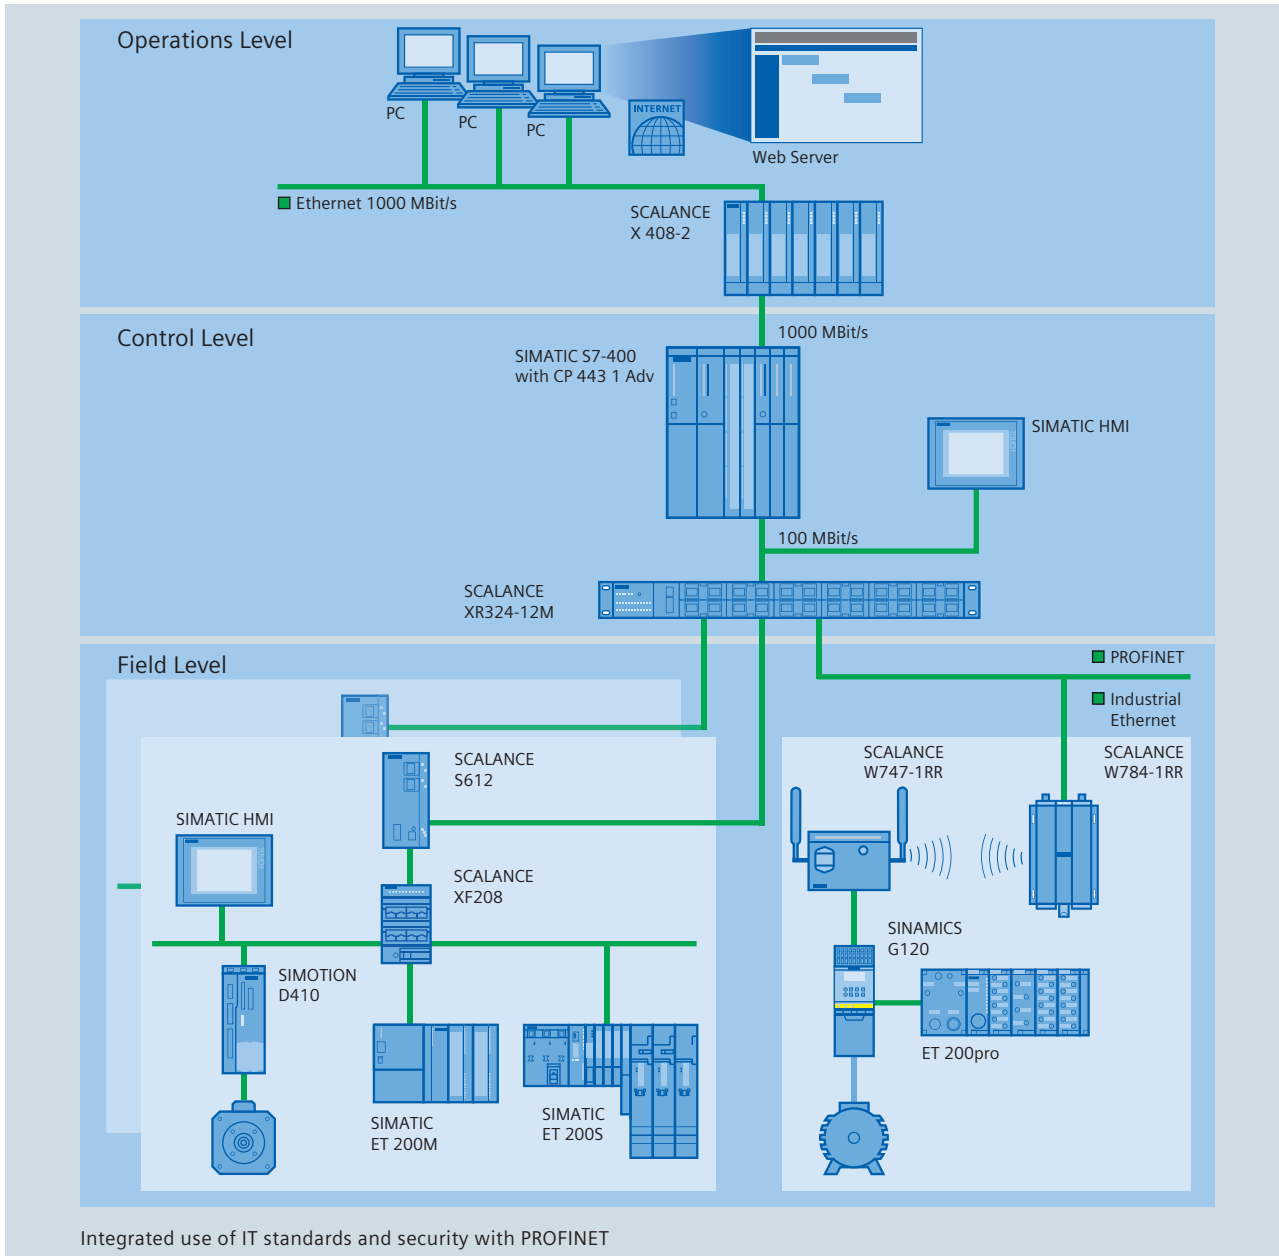 Operations Level
PC
PC
PC
INTERNET
Web Server
Ethernet 1000 MBit/s
SCALANCE
X 408-2
Control Level
1000 MBit/s
SIMATIC S7-400
with CP 443 1 Adv
SIMATIC HMI
100 MBit/s
SCALANCE
XR324-12M
Field Level
PROFINET
Industrial
Ethernet
SCALANCE
S612
SCALANCE
W747-1RR
SCALANCE
W784-1RR
SIMATIC HMI
SCALANCE
XF208
SINAMICS
G120
SIMOTION
D410
ET 200pro
SIMATIC
ET 200M
SIMATIC
ET 200S
Integrated use of IT standards and security with PROFINET